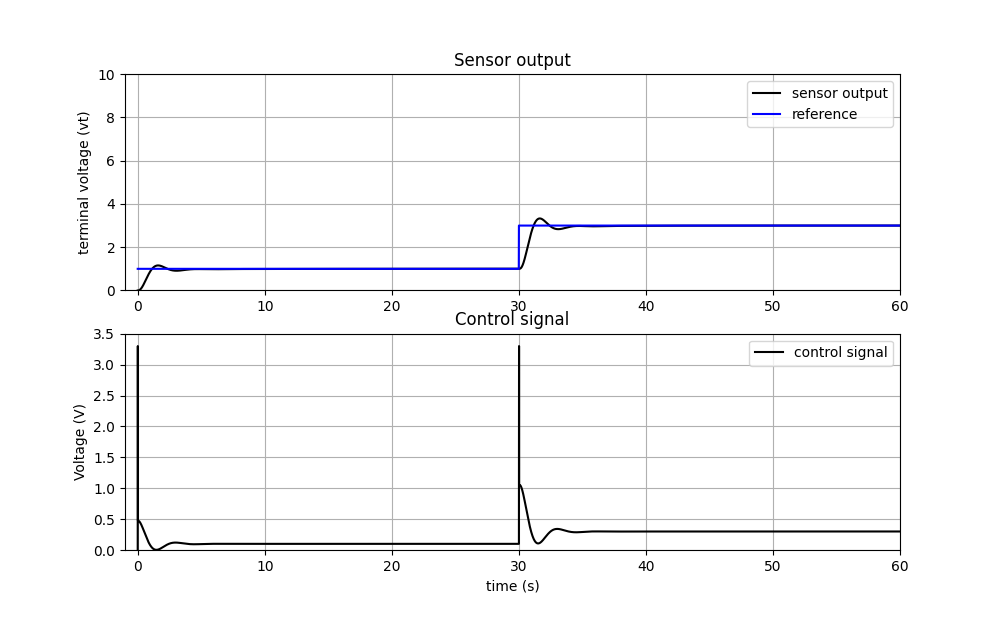 Sensor output
terminal voltage (vt)
10
8
6
4
2
0
sensor output
reference
0 10 20 30 40 50 60
Control signal
Voltage (V)
3.5
3.0
2.5
2.0
1.5
1.0
0.5
0.0
control signal
0 10 20 30 40 50 60
time (s)